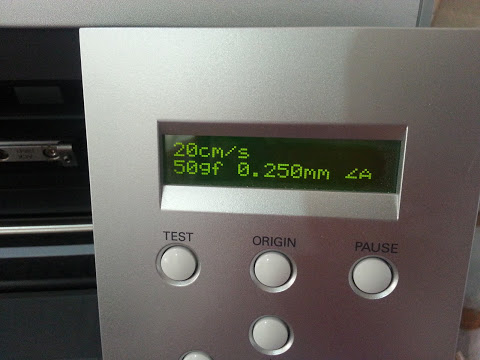 20cm/s
50gf 0.250mm ∠A
TEST ORIGIN PAUSE